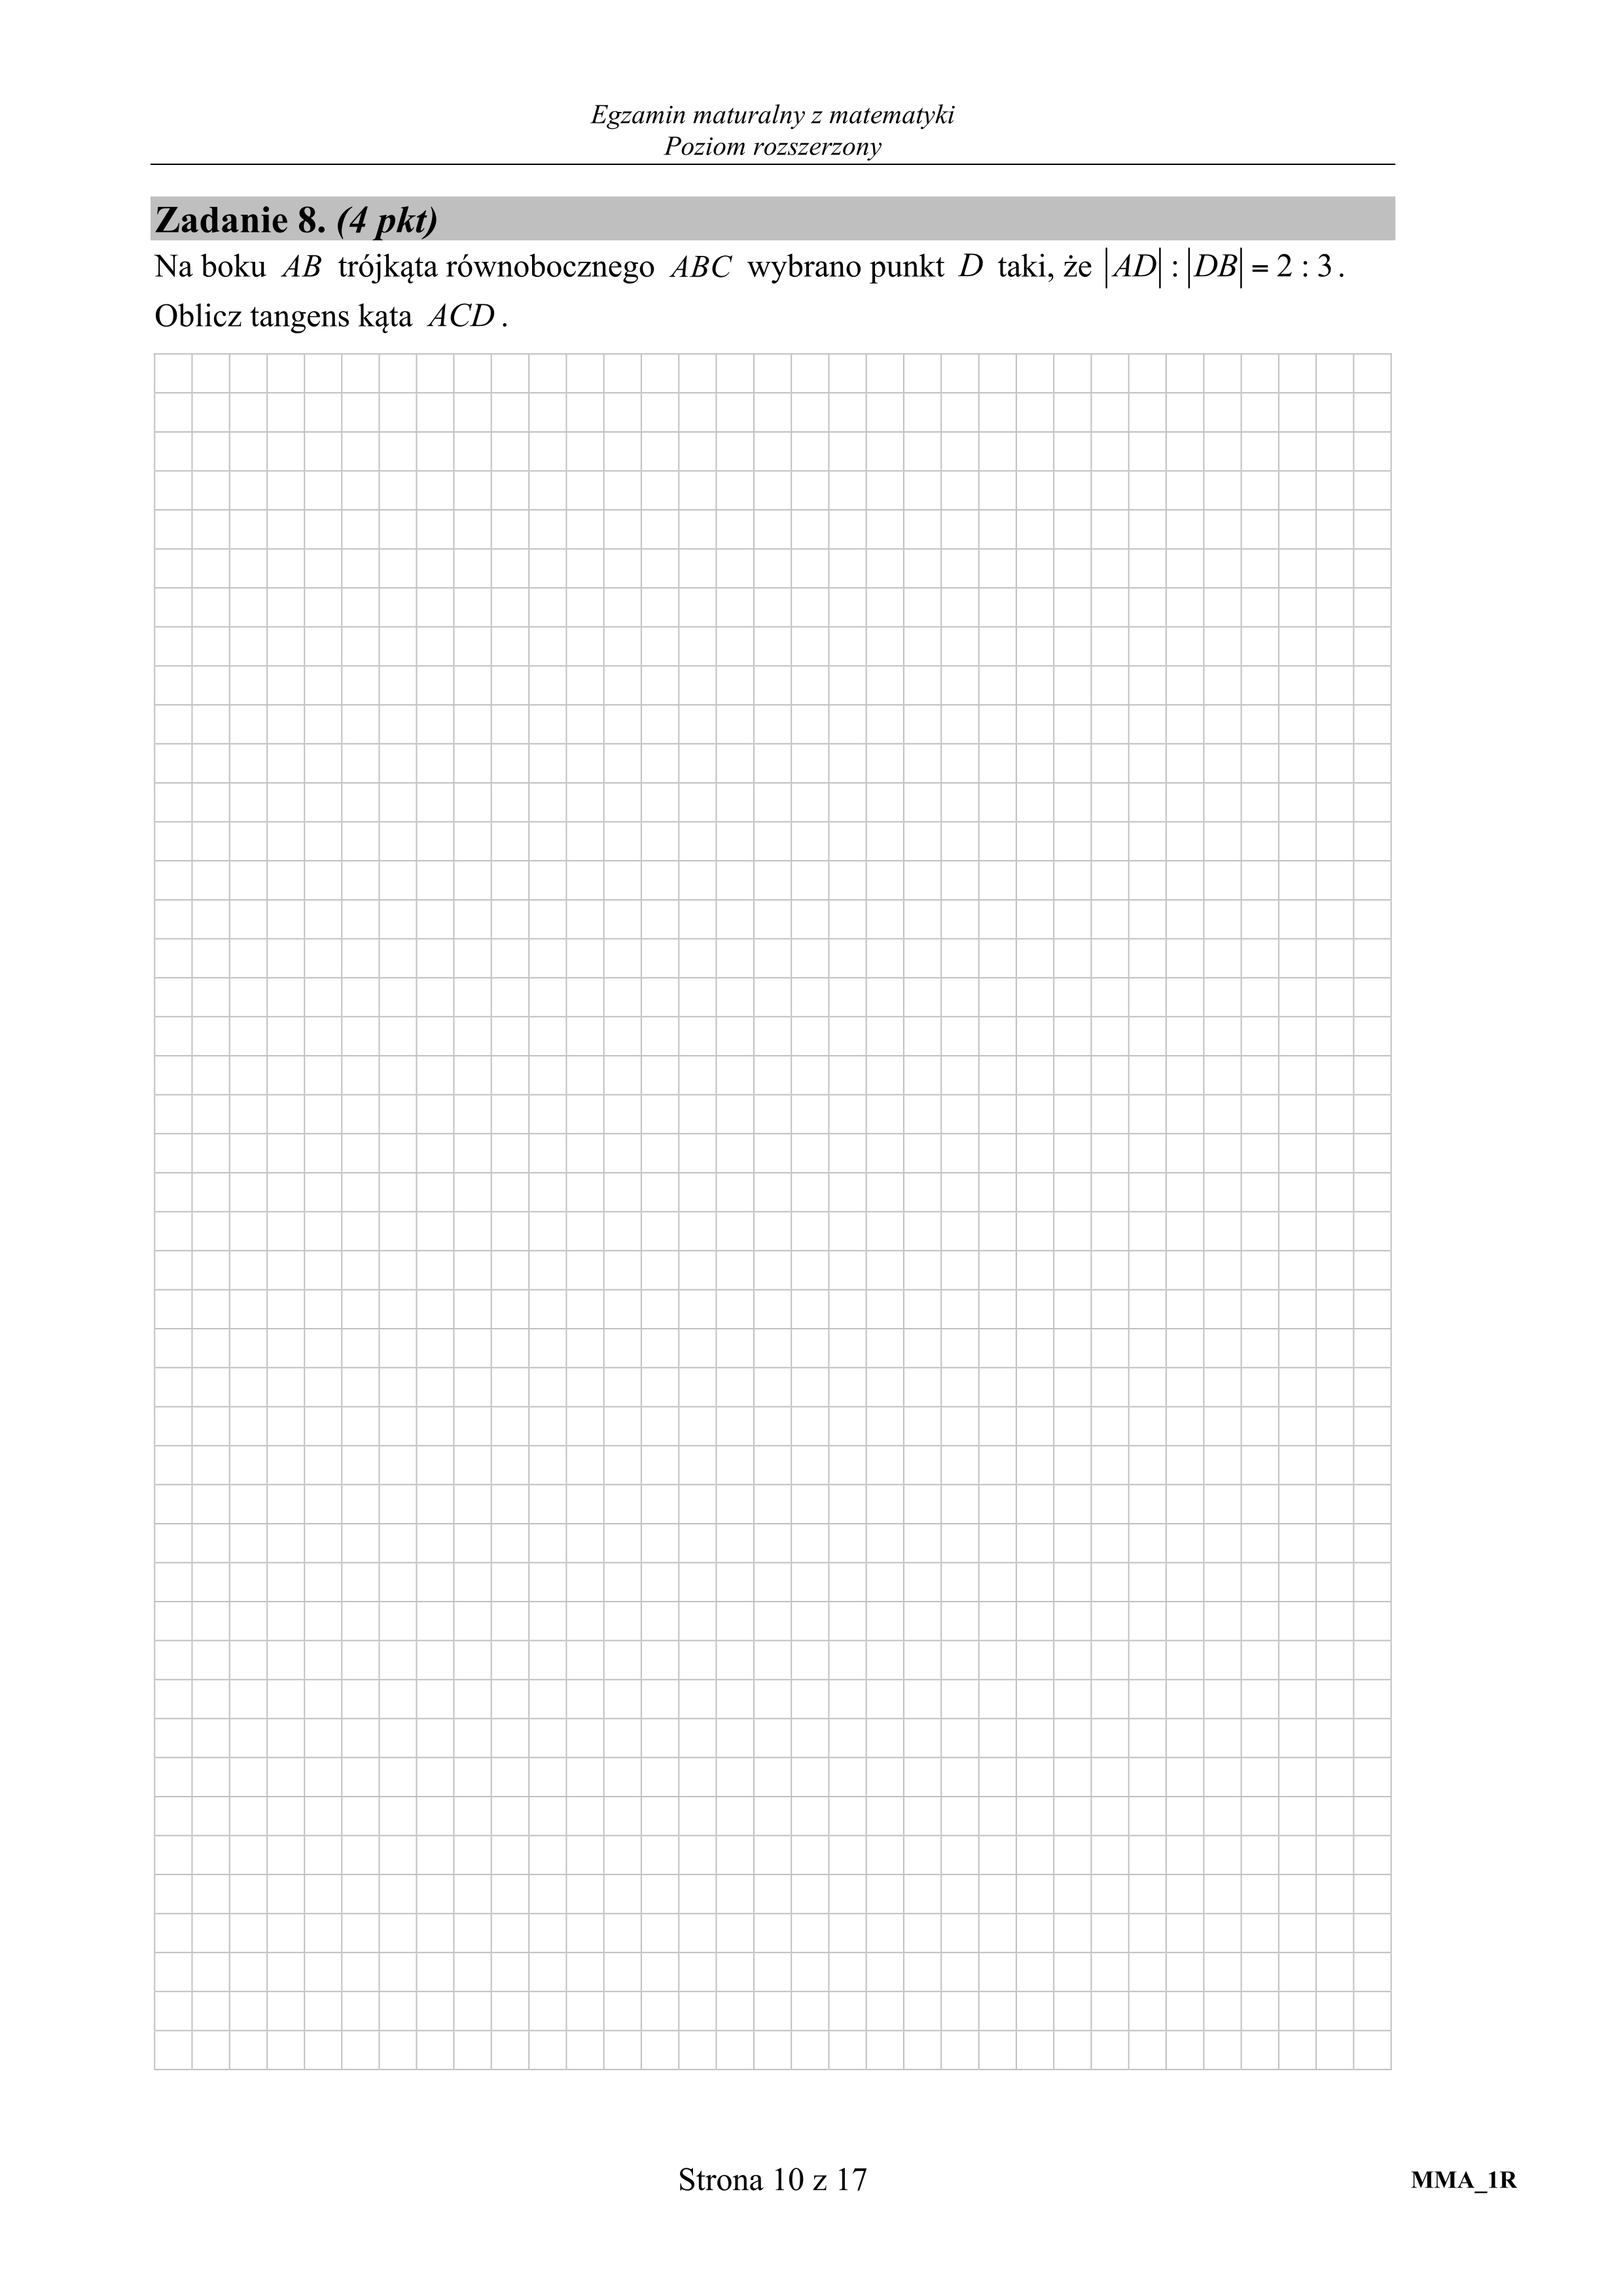 Egzamin maturalny z matematyki
Poziom rozszerzony
Zadanie 8. (4 pkt)
Na boku AB trójkąta równobocznego ABC wybrano punkt D taki, że |AD| : |DB| = 2 : 3.
Oblicz tangens kąta ACD.
Strona 10 z 17
MMA_1R